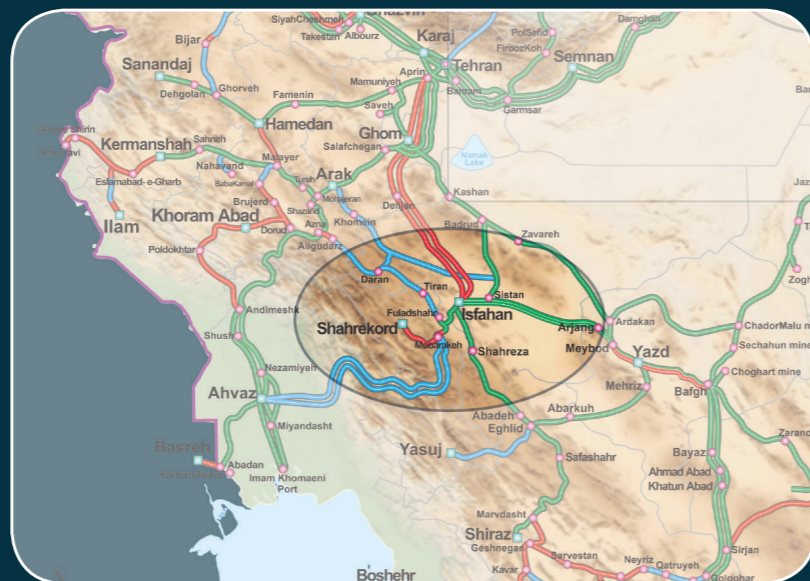 Ghazvin
SiyahCheshmeh
Takestan
Albourz
Karaj
PolSefid
FiroozKoh
Damghan
Bijar
Tehran
Semnan
Sanandaj
Aprin
Dehgolan
Ghorveh
Mamuniyeh
Bahram
Garmsar
Famenin
Saveh
Hamedan
Ghom
Kermanshah
Sahneh
Salafchegan
Namak
Lake
Nahavand
Malayer
Eslamabad-e-Gharb
BabaKamal
Tureh
Arak
Mohajeran
Kashan
Shazand
Delijan
Ilam
Khoram Abad
Brujerd
Khomein
Badrud
Zavareh
Azna
Dorud
Poldokhtar
Aligudarz
Daran
Tiran
Sistan
Andimeshk
Fuladshahr
Isfahan
Ardakan
ChadorMalu m
Shahrekord
Arjang
Shush
Mobarakeh
Meybod
Sechahun mine
Shahreza
Yazd
Nezamiyeh
Choghart mine
Mehriz
Bafgh
Ahvaz
Abadeh
Abarkuh
Miyandasht
Eghlid
Zarand
Basreh
Yasuj
Bayaz
Abadan
Safashahr
Ahmad Abad
Imam Khomaeni
Port
Khatun Abad
Marvdasht
Shiraz
Geshnegan
Sirjan
Sarvestan
Kavar
Neyriz
Qatruyeh
Boshehr
Golgohar